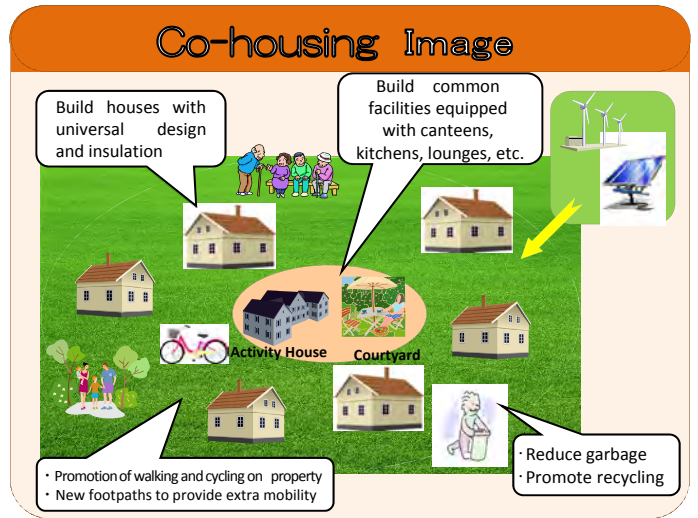 Co-housing Image
Build houses with
universal design
and insulation
Build common
facilities equipped
with canteens,
kitchens, lounges, etc.
Activity House
Courtyard
・Promotion of walking and cycling on property
・New footpaths to provide extra mobility
・Reduce garbage
・Promote recycling